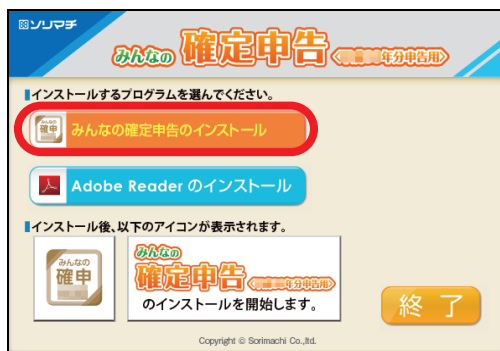 ソリマチ
みんなの 確定申告 年分申告用
インストールするプログラムを選んでください。
みんなの
確申
みんなの確定申告のインストール
Adobe Reader のインストール
インストール後、以下のアイコンが表示されます。
みんなの
確申
みんなの
確定申告 年分申告用
のインストールを開始します。
終 了
Copyright © Sorimachi Co.,ltd.